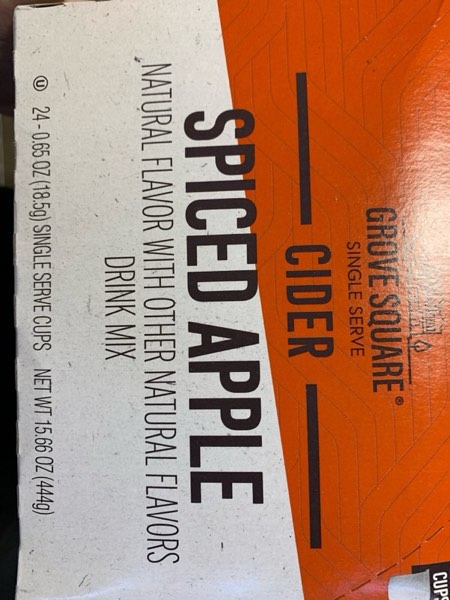 GROVE SQUARE®
SINGLE SERVE
CIDER
SPICED APPLE
NATURAL FLAVOR WITH OTHER NATURAL FLAVORS
DRINK MIX
U 24 - 0.65 OZ (18.5g) SINGLE SERVE CUPS NET WT 15.66 OZ (444g)
CUPS